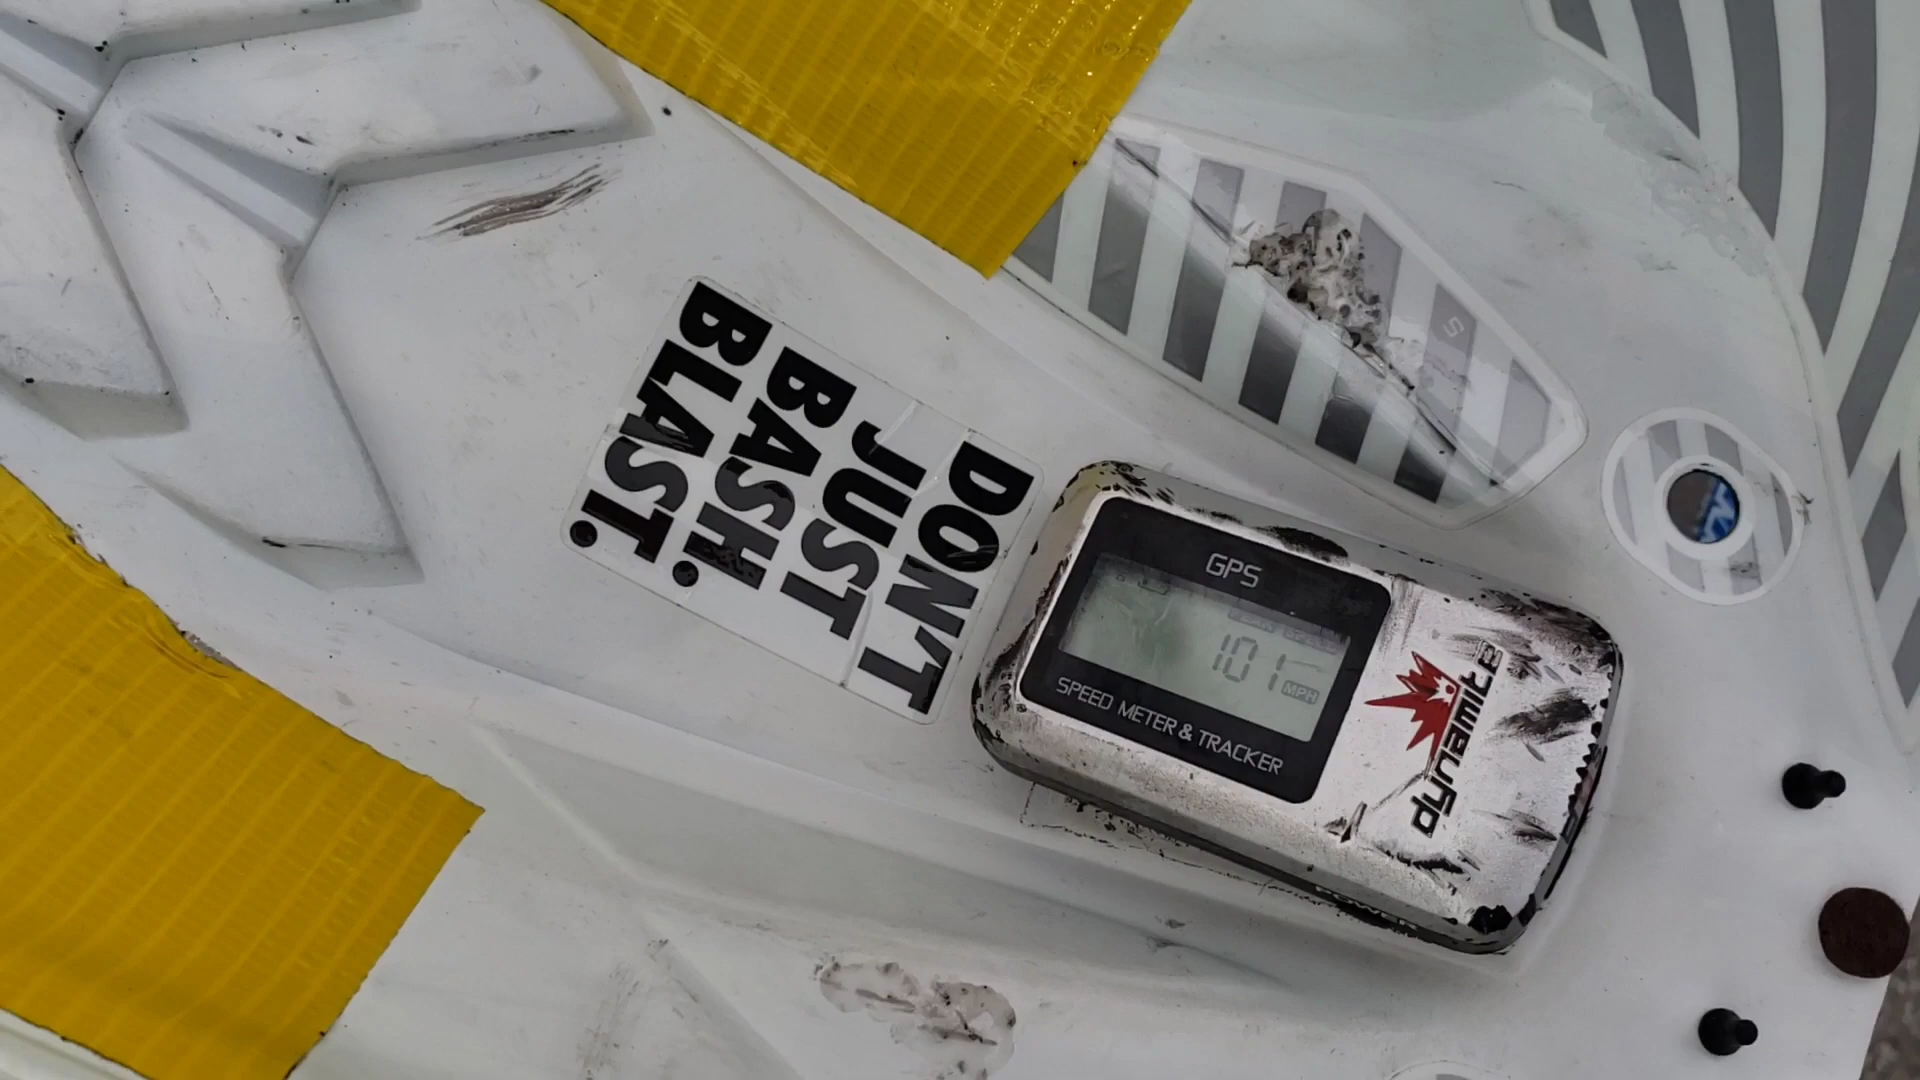 DON'T
JUST
BASH.
BLAST.
GPS
101 MPH
SPEED METER & TRACKER
dynamite
POWER